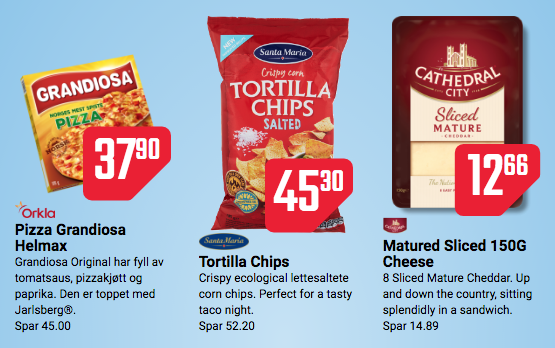 GRANDIOSA
NORGES MEST SPISTE
PIZZA
37 90
Orkla
Pizza Grandiosa
Helmax
Grandiosa Original har fyll av
tomatsaus, pizzakjøtt og
paprika. Den er toppet med
Jarlsberg®.
Spar 45.00
NEW
Santa Maria
Crispy corn
TORTILLA
CHIPS
SALTED
45 30
Santa Maria
Tortilla Chips
Crispy ecological lettesaltete
corn chips. Perfect for a tasty
taco night.
Spar 52.20
CATHEDRAL
CITY
Sliced
MATURE
CHEDDAR
12 66
CATHEDRAL
CITY
Matured Sliced 150G
Cheese
8 Sliced Mature Cheddar. Up
and down the country, sitting
splendidly in a sandwich.
Spar 14.89